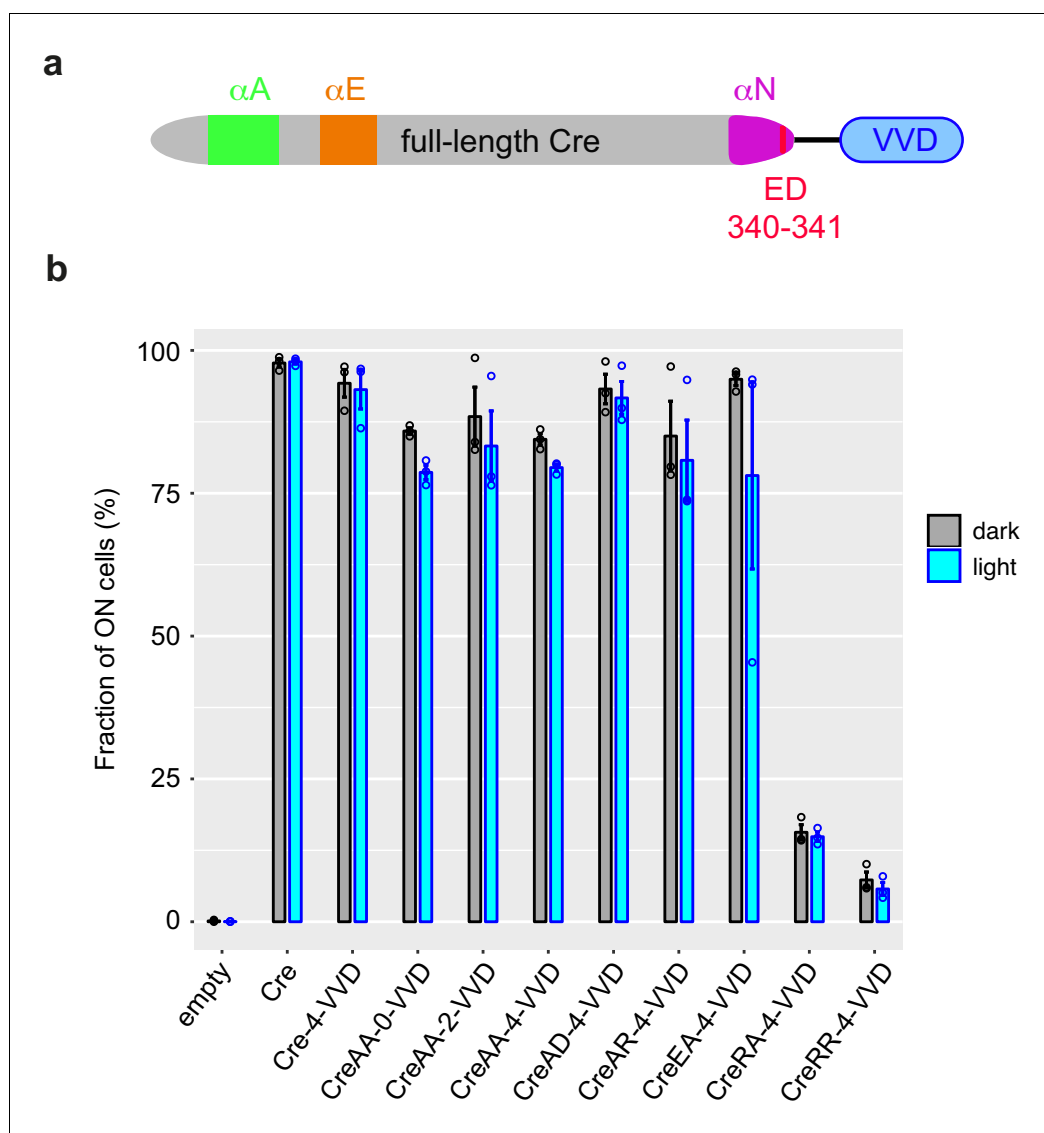 a
αA αE αN
full-length Cre VVD
ED
340-341
b
Fraction of ON cells (%)
100
75
50
25
0
dark
light
empty
Cre
Cre-4-VVD
CreAA-0-VVD
CreAA-2-VVD
CreAA-4-VVD
CreAD-4-VVD
CreAR-4-VVD
CreEA-4-VVD
CreRA-4-VVD
CreRR-4-VVD